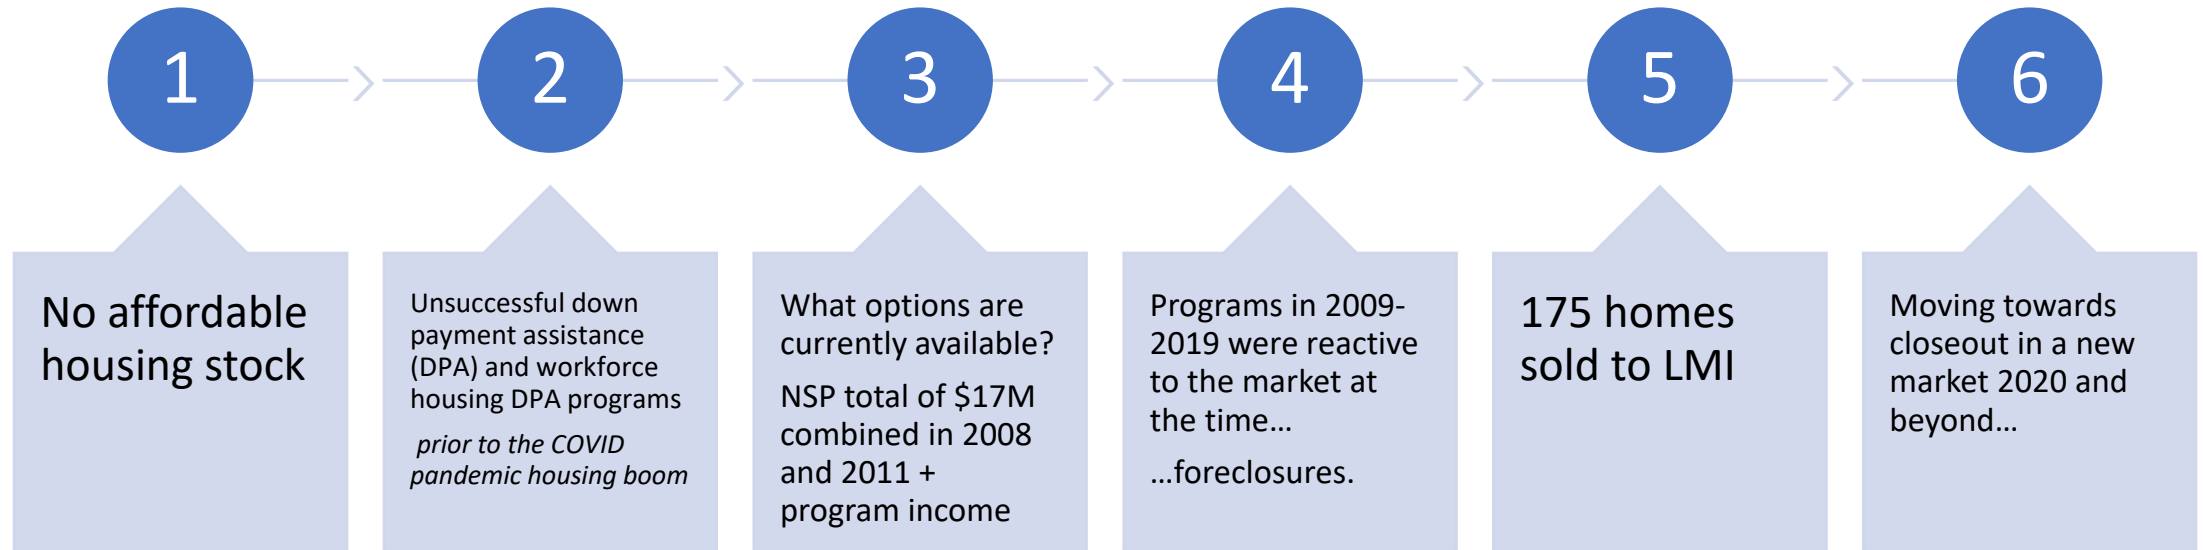 1
2
3
4
5
6
No affordable
housing stock
Unsuccessful down
payment assistance
(DPA) and workforce
housing DPA programs
prior to the COVID
pandemic housing boom
What options are
currently available?
NSP total of $17M
combined in 2008
and 2011 +
program income
Programs in 2009-
2019 were reactive
to the market at
the time…
…foreclosures.
175 homes
sold to LMI
Moving towards
closeout in a new
market 2020 and
beyond…